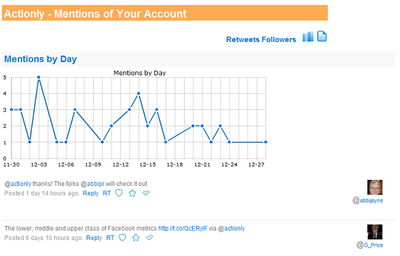 Actionly - Mentions of Your Account
Retweets Followers
Mentions by Day
Mentions by Day
5
4
3
2
1
0
11-30 12-03 12-06 12-09 12-12 12-15 12-18 12-21 12-24 12-27
@actionly thanks! The folks @abbipr will check it out
Posted 1 day 14 hours ago. Reply RT
@abbijayne
The lower, middle and upper class of Facebook metrics http://t.co/QcERylF via @actionly
Posted 6 days 10 hours ago. Reply RT
@G_Price